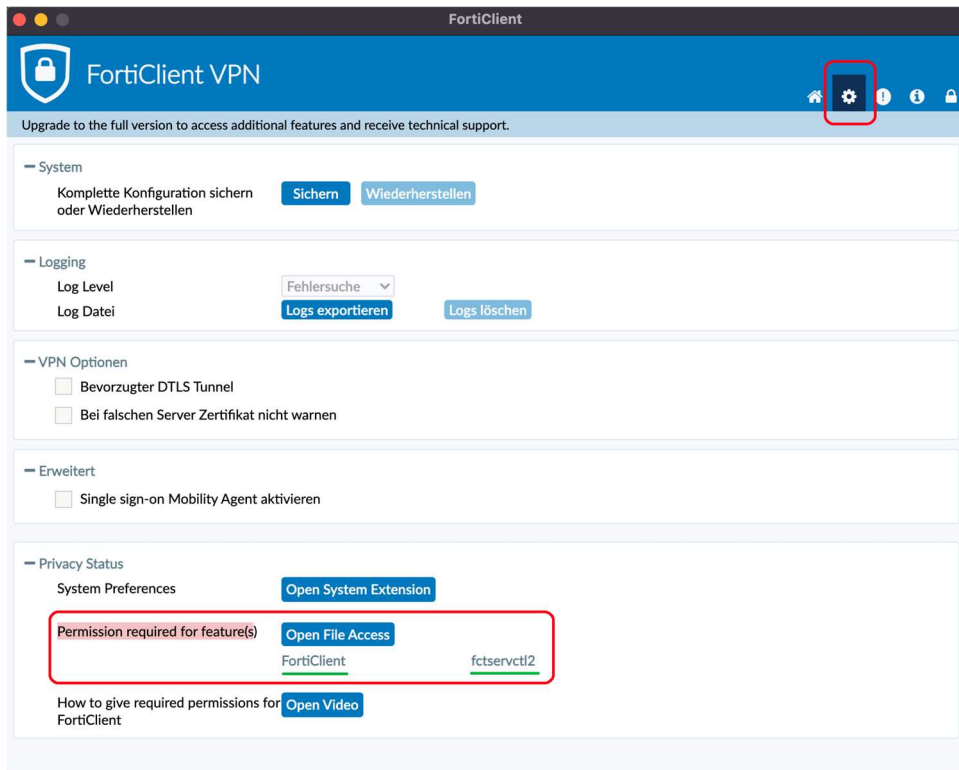 FortiClient
FortiClient VPN
Upgrade to the full version to access additional features and receive technical support.
System
Komplette Konfiguration sichern
oder Wiederherstellen
Sichern
Wiederherstellen
Logging
Log Level
Fehlersuche
Log Datei
Logs exportieren
Logs löschen
VPN Optionen
Bevorzugter DTLS Tunnel
Bei falschen Server Zertifikat nicht warnen
Erweitert
Single sign-on Mobility Agent aktivieren
Privacy Status
System Preferences
Open System Extension
Permission required for feature(s)
Open File Access
FortiClient
fctservctl2
How to give required permissions for
FortiClient
Open Video